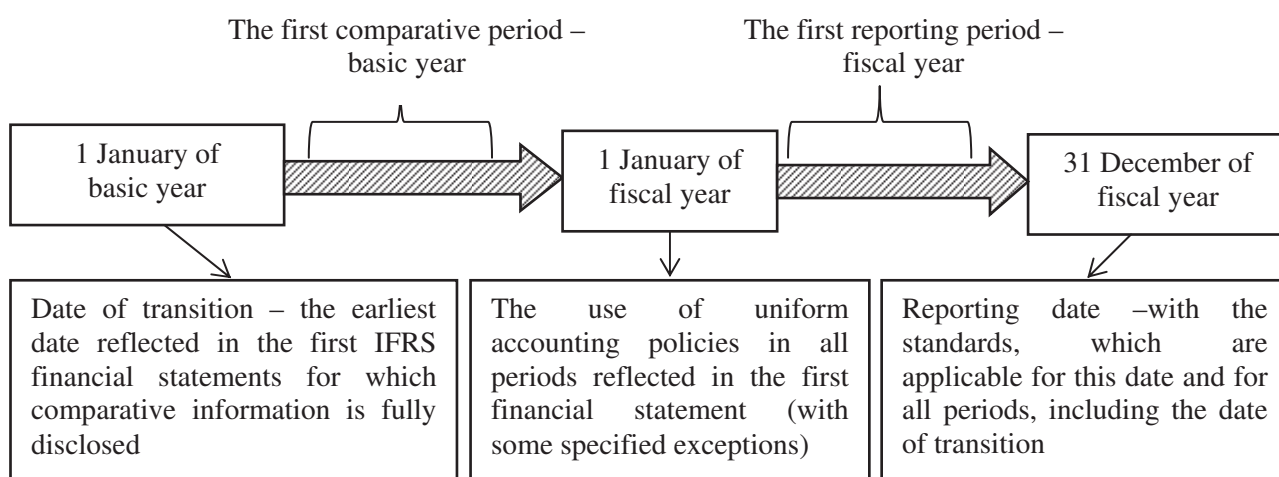 The first comparative period –
basic year
The first reporting period –
fiscal year
1 January of
basic year
1 January of
fiscal year
31 December of
fiscal year
Date of transition – the earliest
date reflected in the first IFRS
financial statements for which
comparative information is fully
disclosed
The use of uniform
accounting policies in all
periods reflected in the first
financial statement (with
some specified exceptions)
Reporting date –with the
standards, which are
applicable for this date and for
all periods, including the date
of transition